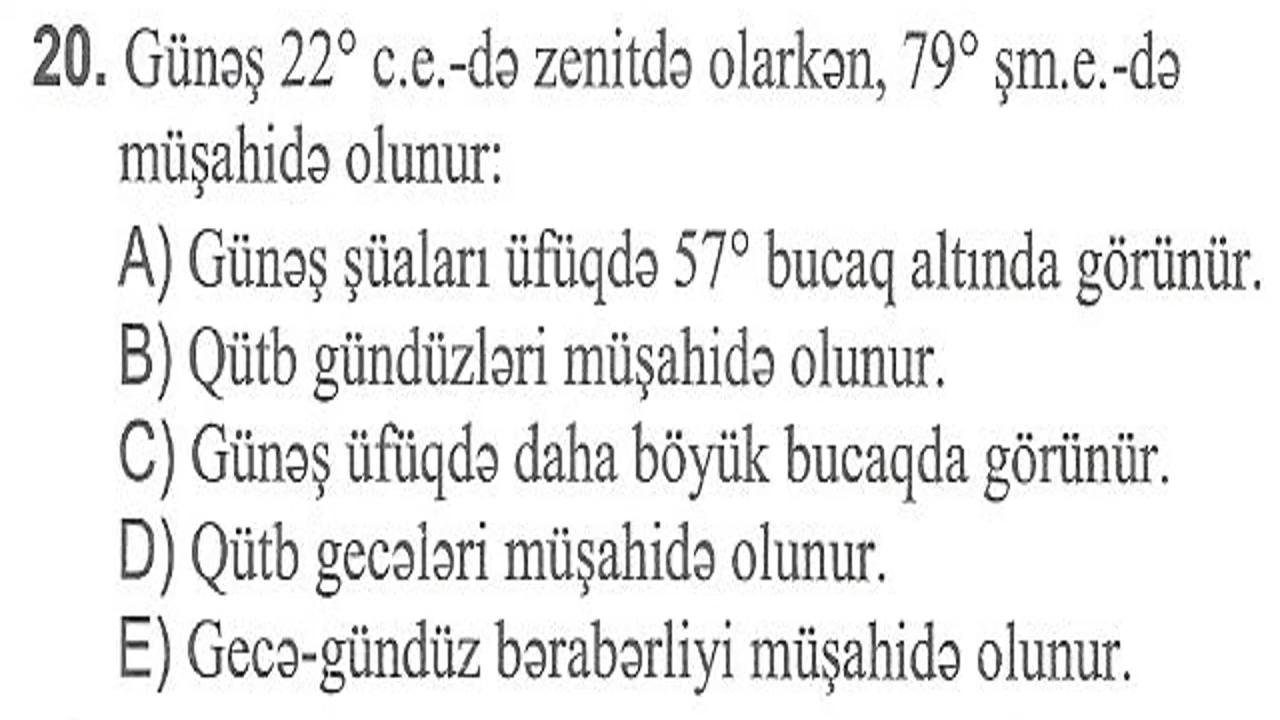 20. Günəş 22° c.e.-də zenitdə olarkən, 79° şm.e.-də
müşahidə olunur:
A) Günəş şüaları üfüqdə 57° bucaq altında görünür.
B) Qütb gündüzləri müşahidə olunur.
C) Günəş üfüqdə daha böyük bucaqda görünür.
D) Qütb gecələri müşahidə olunur.
E) Gecə-gündüz bərabərliyi müşahidə olunur.